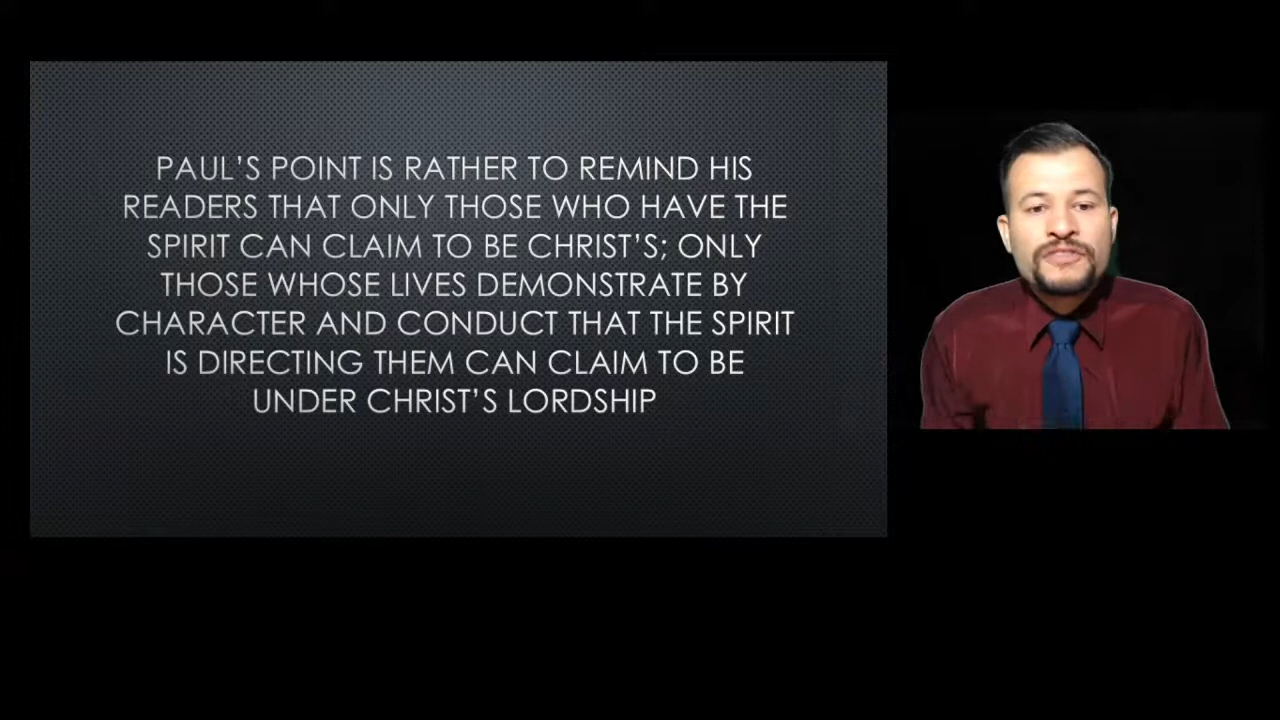 PAUL’S POINT IS RATHER TO REMIND HIS
READERS THAT ONLY THOSE WHO HAVE THE
SPIRIT CAN CLAIM TO BE CHRIST’S; ONLY
THOSE WHOSE LIVES DEMONSTRATE BY
CHARACTER AND CONDUCT THAT THE SPIRIT
IS DIRECTING THEM CAN CLAIM TO BE
UNDER CHRIST’S LORDSHIP